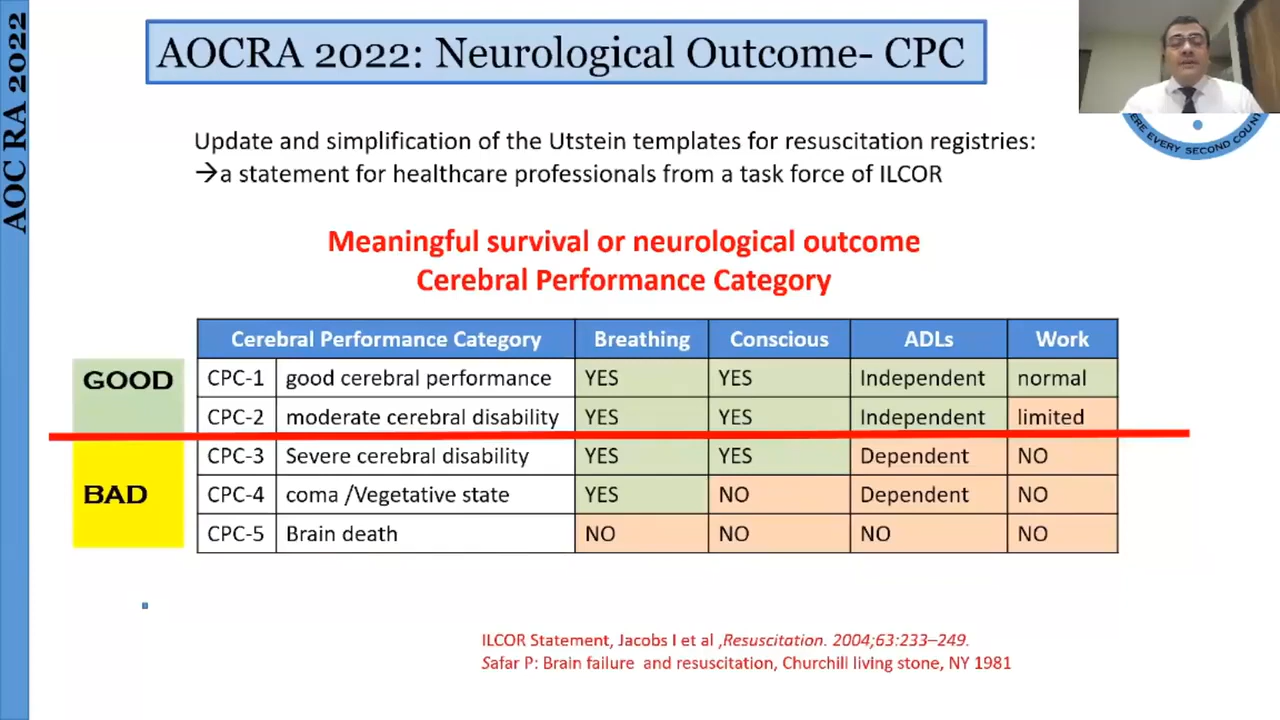 AOCRA 2022: Neurological Outcome- CPC
AOC RA 2022
ERE EVERY SECOND COUNT
Update and simplification of the Utstein templates for resuscitation registries:
→a statement for healthcare professionals from a task force of ILCOR
Meaningful survival or neurological outcome
Cerebral Performance Category
Cerebral Performance Category Breathing Conscious ADLs Work
GOOD
CPC-1 good cerebral performance YES YES Independent normal
CPC-2 moderate cerebral disability YES YES Independent limited
CPC-3 Severe cerebral disability YES YES Dependent NO
BAD
CPC-4 coma /Vegetative state YES NO Dependent NO
CPC-5 Brain death NO NO NO NO
ILCOR Statement, Jacobs I et al ,Resuscitation. 2004;63:233–249.
Safar P: Brain failure and resuscitation, Churchill living stone, NY 1981